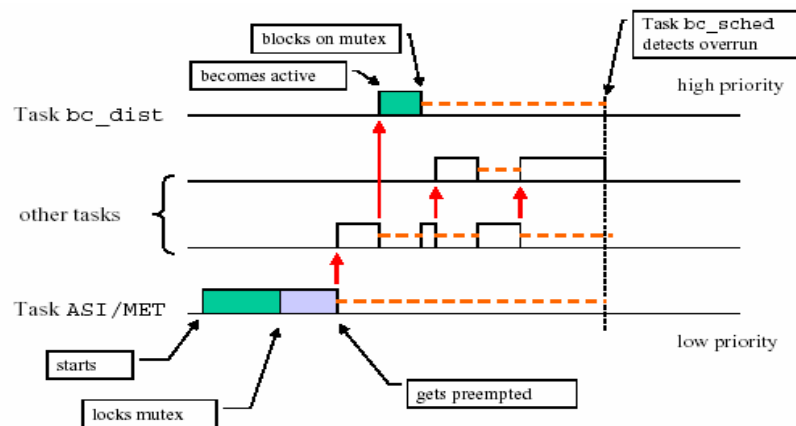 Task bc_sched
detects overrun
blocks on mutex
becomes active
high priority
Task bc_dist
other tasks
Task ASI/MET
low priority
starts
gets preempted
locks mutex